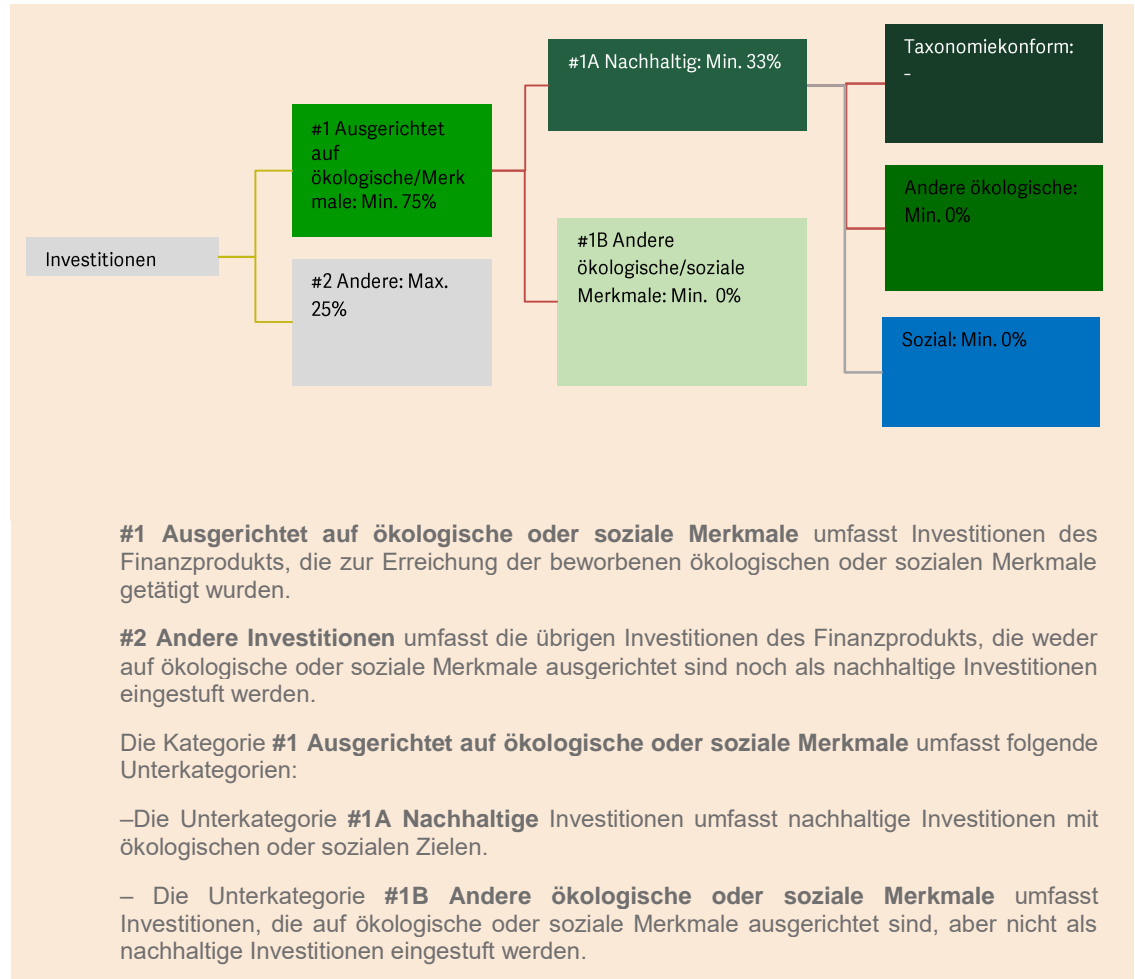 Investitionen
#1 Ausgerichtet
auf
ökologische/Merk
male: Min. 75%
#2 Andere: Max.
25%
#1A Nachhaltig: Min. 33%
#1B Andere
ökologische/soziale
Merkmale: Min. 0%
Taxonomiekonform:
-
Andere ökologische:
Min. 0%
Sozial: Min. 0%
#1 Ausgerichtet auf ökologische oder soziale Merkmale umfasst Investitionen des
Finanzprodukts, die zur Erreichung der beworbenen ökologischen oder sozialen Merkmale
getätigt wurden.
#2 Andere Investitionen umfasst die übrigen Investitionen des Finanzprodukts, die weder
auf ökologische oder soziale Merkmale ausgerichtet sind noch als nachhaltige Investitionen
eingestuft werden.
Die Kategorie #1 Ausgerichtet auf ökologische oder soziale Merkmale umfasst folgende
Unterkategorien:
–Die Unterkategorie #1A Nachhaltige Investitionen umfasst nachhaltige Investitionen mit
ökologischen oder sozialen Zielen.
– Die Unterkategorie #1B Andere ökologische oder soziale Merkmale umfasst
Investitionen, die auf ökologische oder soziale Merkmale ausgerichtet sind, aber nicht als
nachhaltige Investitionen eingestuft werden.